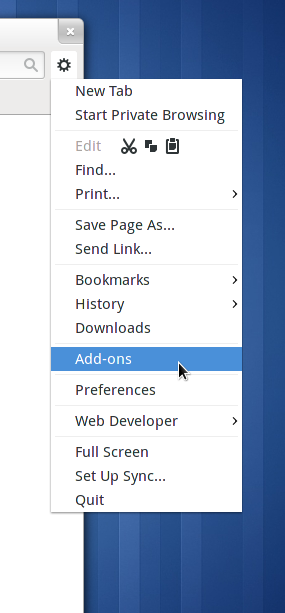 New Tab
Start Private Browsing
Edit
Find...
Print...
Save Page As...
Send Link...
Bookmarks
History
Downloads
Add-ons
Preferences
Web Developer
Full Screen
Set Up Sync...
Quit